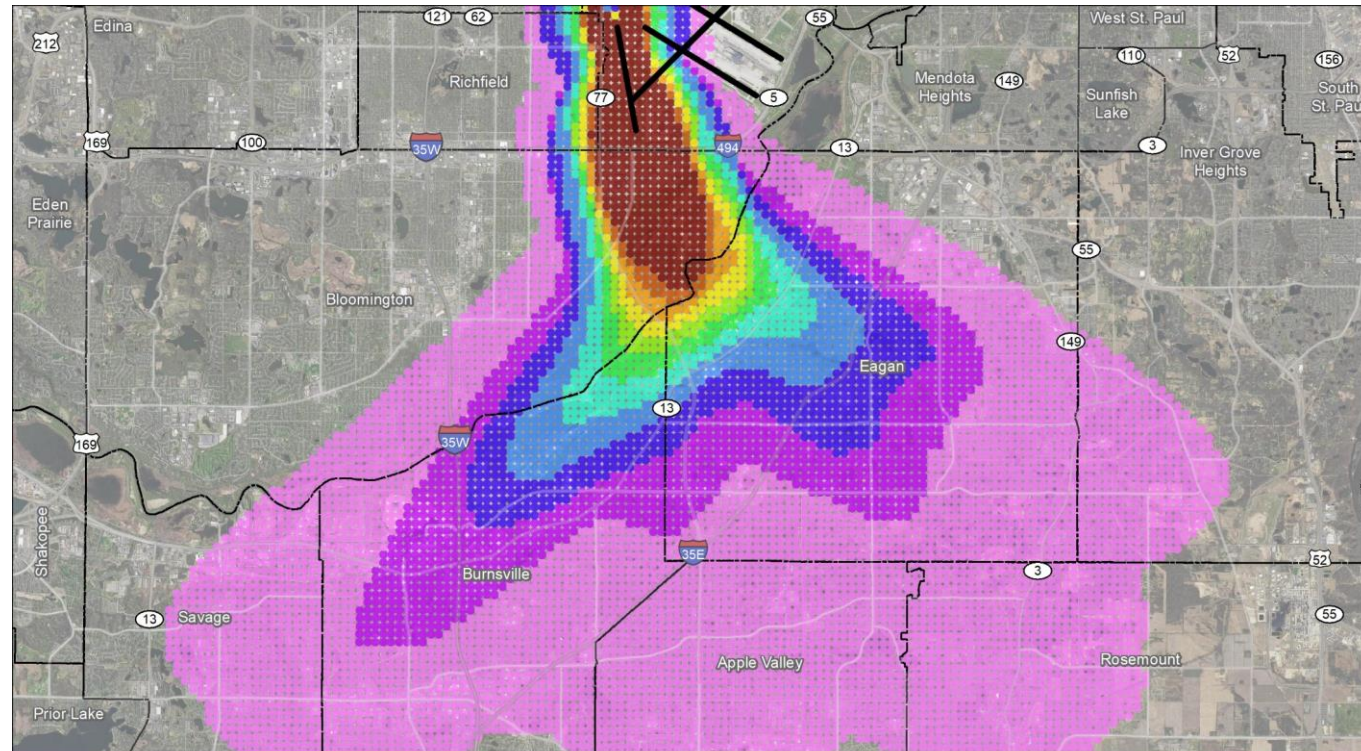 Edina
121
62
55
West St. Paul
212
110
52
156
Richfield
Mendota
Heights
149
Sunfish
Lake
South
St. Pau
77
5
169
100
35W
494
13
3
Inver Grove
Heights
Eden
Prairie
55
Bloomington
149
Eagan
13
169
35W
Shakopee
35E
52
Burnsville
3
13
Savage
55
Apple Valley
Rosemount
Prior Lake